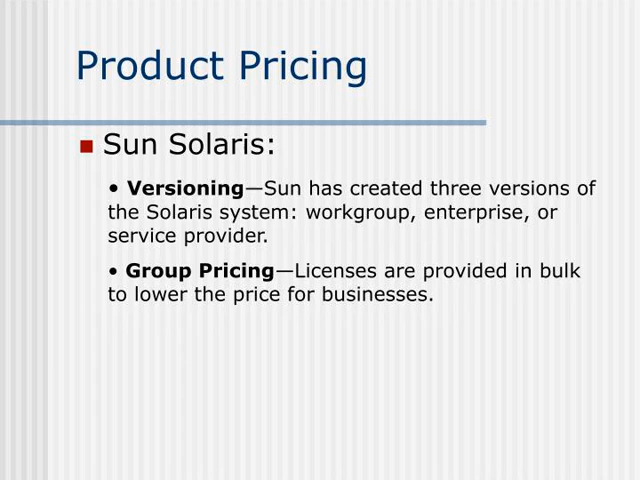 Product Pricing
Sun Solaris:
• Versioning—Sun has created three versions of
the Solaris system: workgroup, enterprise, or
service provider.
• Group Pricing—Licenses are provided in bulk
to lower the price for businesses.